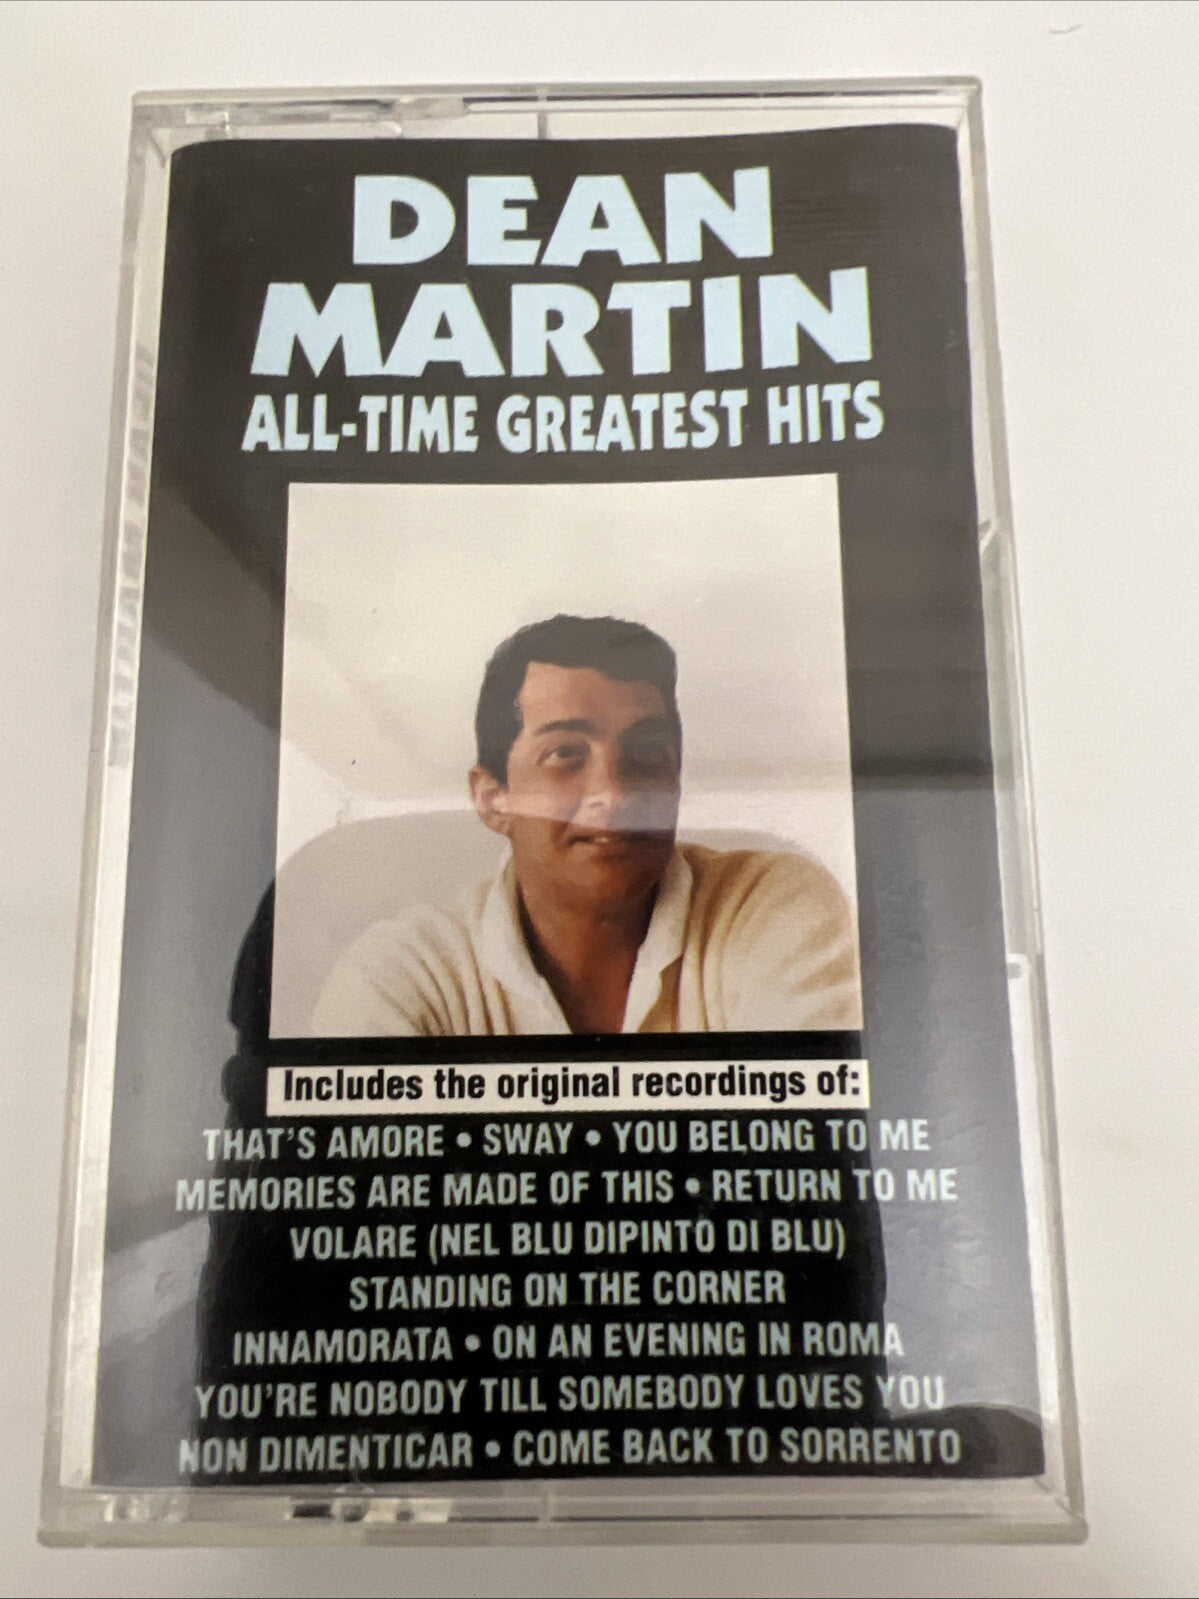 DEAN
MARTIN
ALL-TIME GREATEST HITS
Includes the original recordings of:
THAT'S AMORE • SWAY • YOU BELONG TO ME
MEMORIES ARE MADE OF THIS • RETURN TO ME
VOLARE (NEL BLU DIPINTO DI BLU)
STANDING ON THE CORNER
INNAMORATA • ON AN EVENING IN ROMA
YOU'RE NOBODY TILL SOMEBODY LOVES YOU
NON DIMENTICAR • COME BACK TO SORRENTO